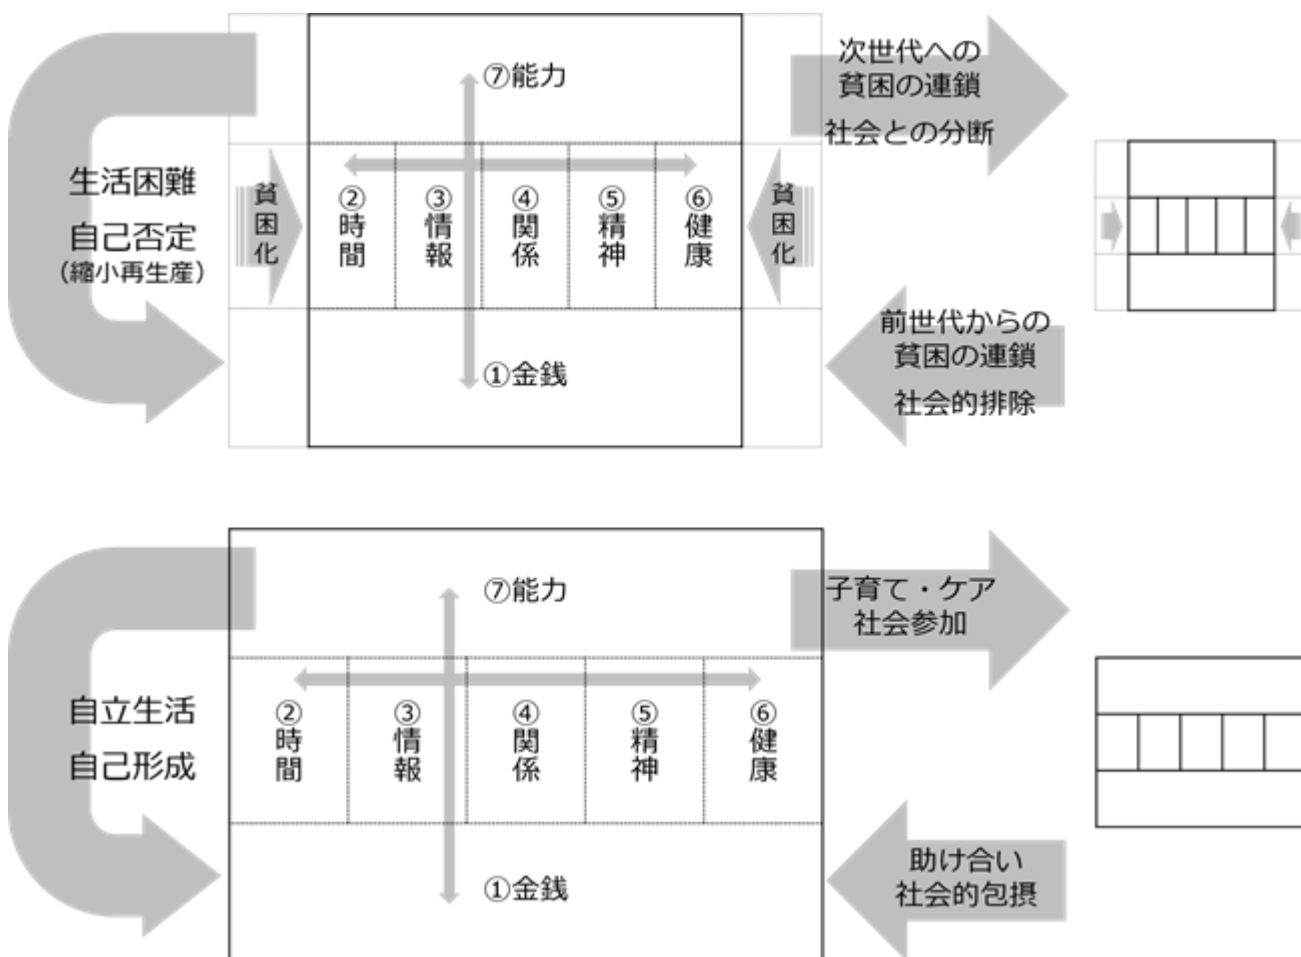 ⑦能力
次世代への
貧困の連鎖
社会との分断
生活困難
自己否定
(縮小再生産)
貧困化
②時間
③情報
④関係
⑤精神
⑥健康
貧困化
①金銭
前世代からの
貧困の連鎖
社会的排除
⑦能力
子育て・ケア
社会参加
自立生活
自己形成
②時間
③情報
④関係
⑤精神
⑥健康
①金銭
助け合い
社会的包摂